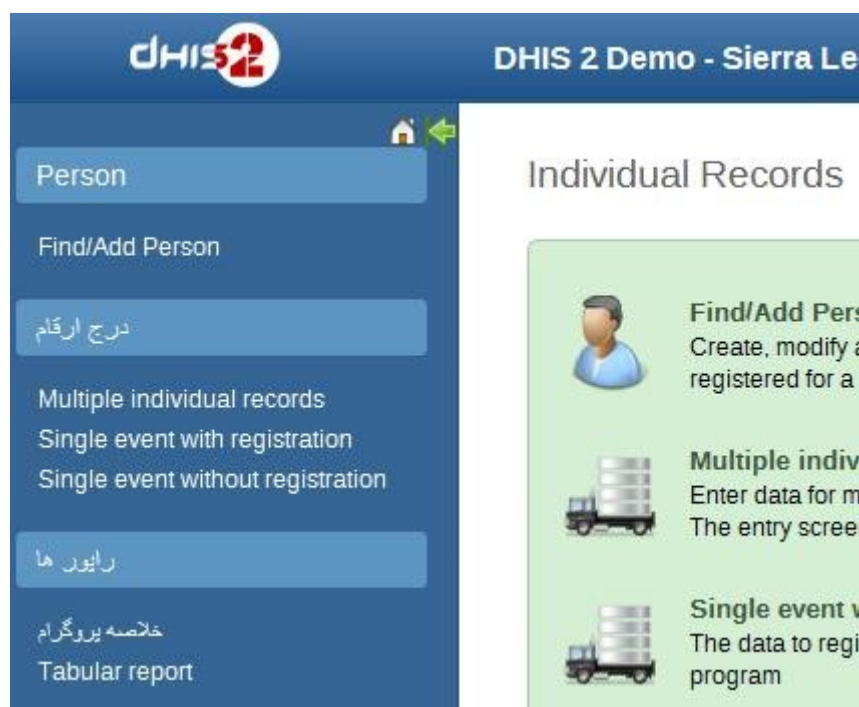 dHIS2
DHIS 2 Demo - Sierra Le
Person
Find/Add Person
درج ارقام
Multiple individual records
Single event with registration
Single event without registration
راپور ها
خلاصه پروگرام
Tabular report
Individual Records
Find/Add Pers
Create, modify a
registered for a
Multiple indiv
Enter data for m
The entry scree
Single event w
The data to regi
program